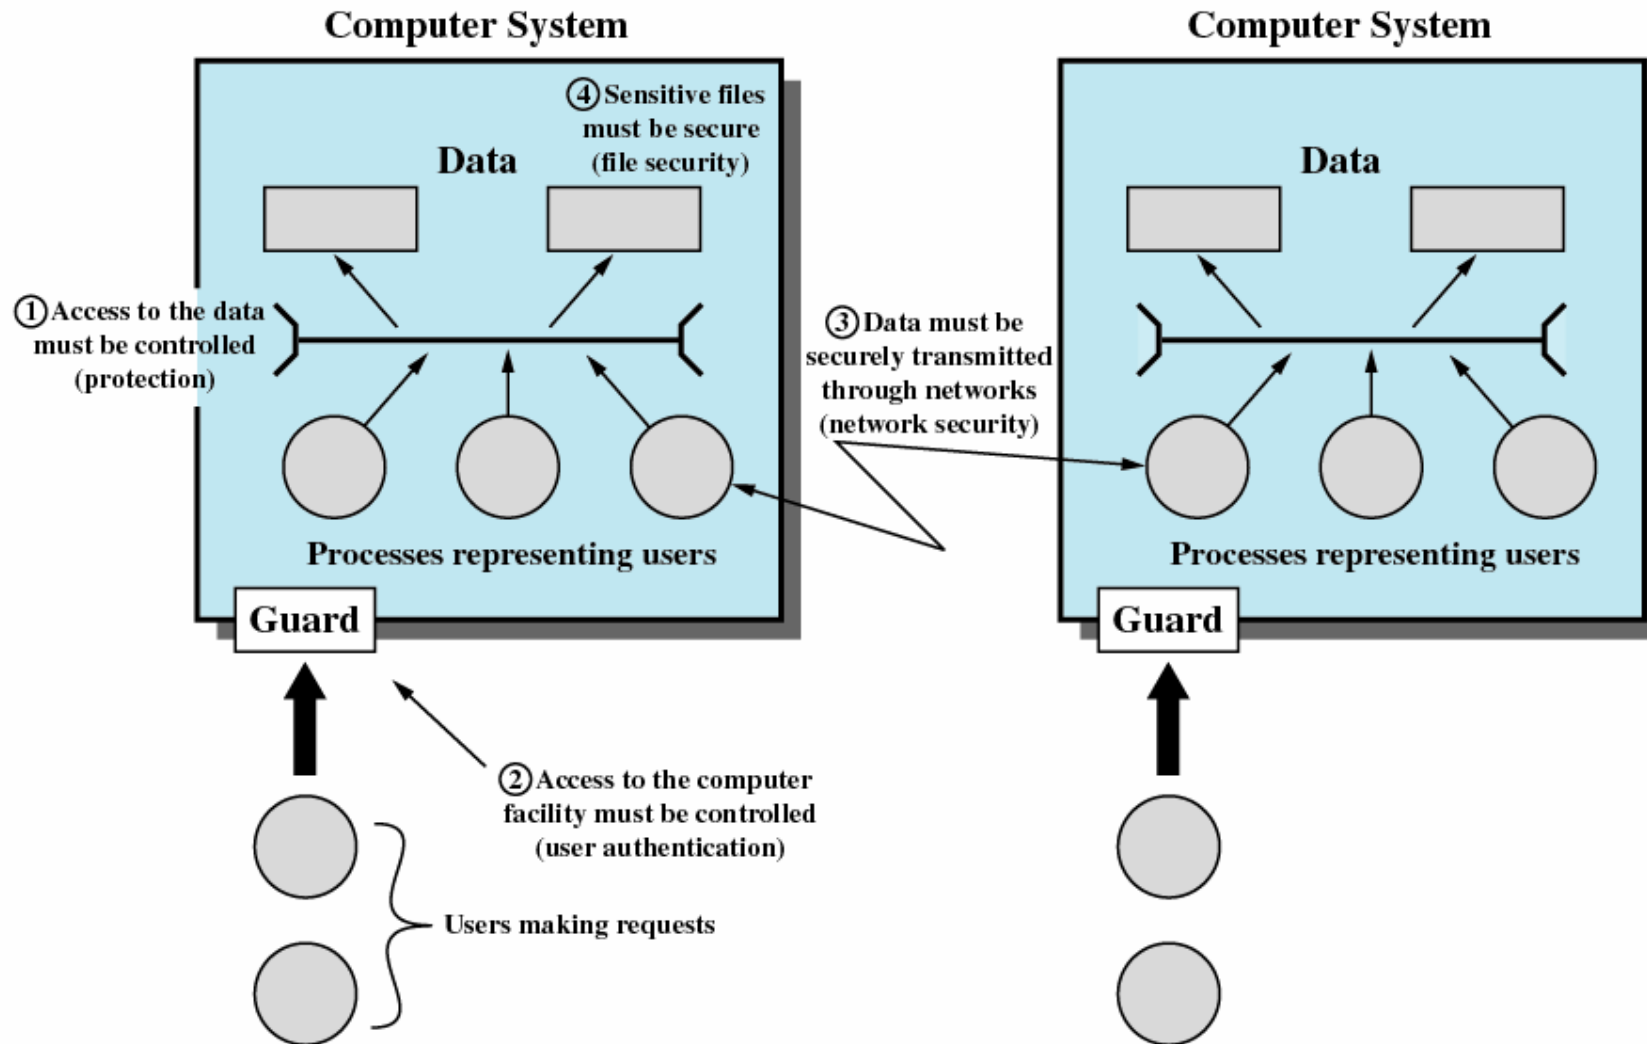 Computer System
④ Sensitive files
must be secure
(file security)
Data
① Access to the data
must be controlled
(protection)
Processes representing users
Guard
② Access to the computer
facility must be controlled
(user authentication)
Users making requests
③ Data must be
securely transmitted
through networks
(network security)
Computer System
Data
Processes representing users
Guard